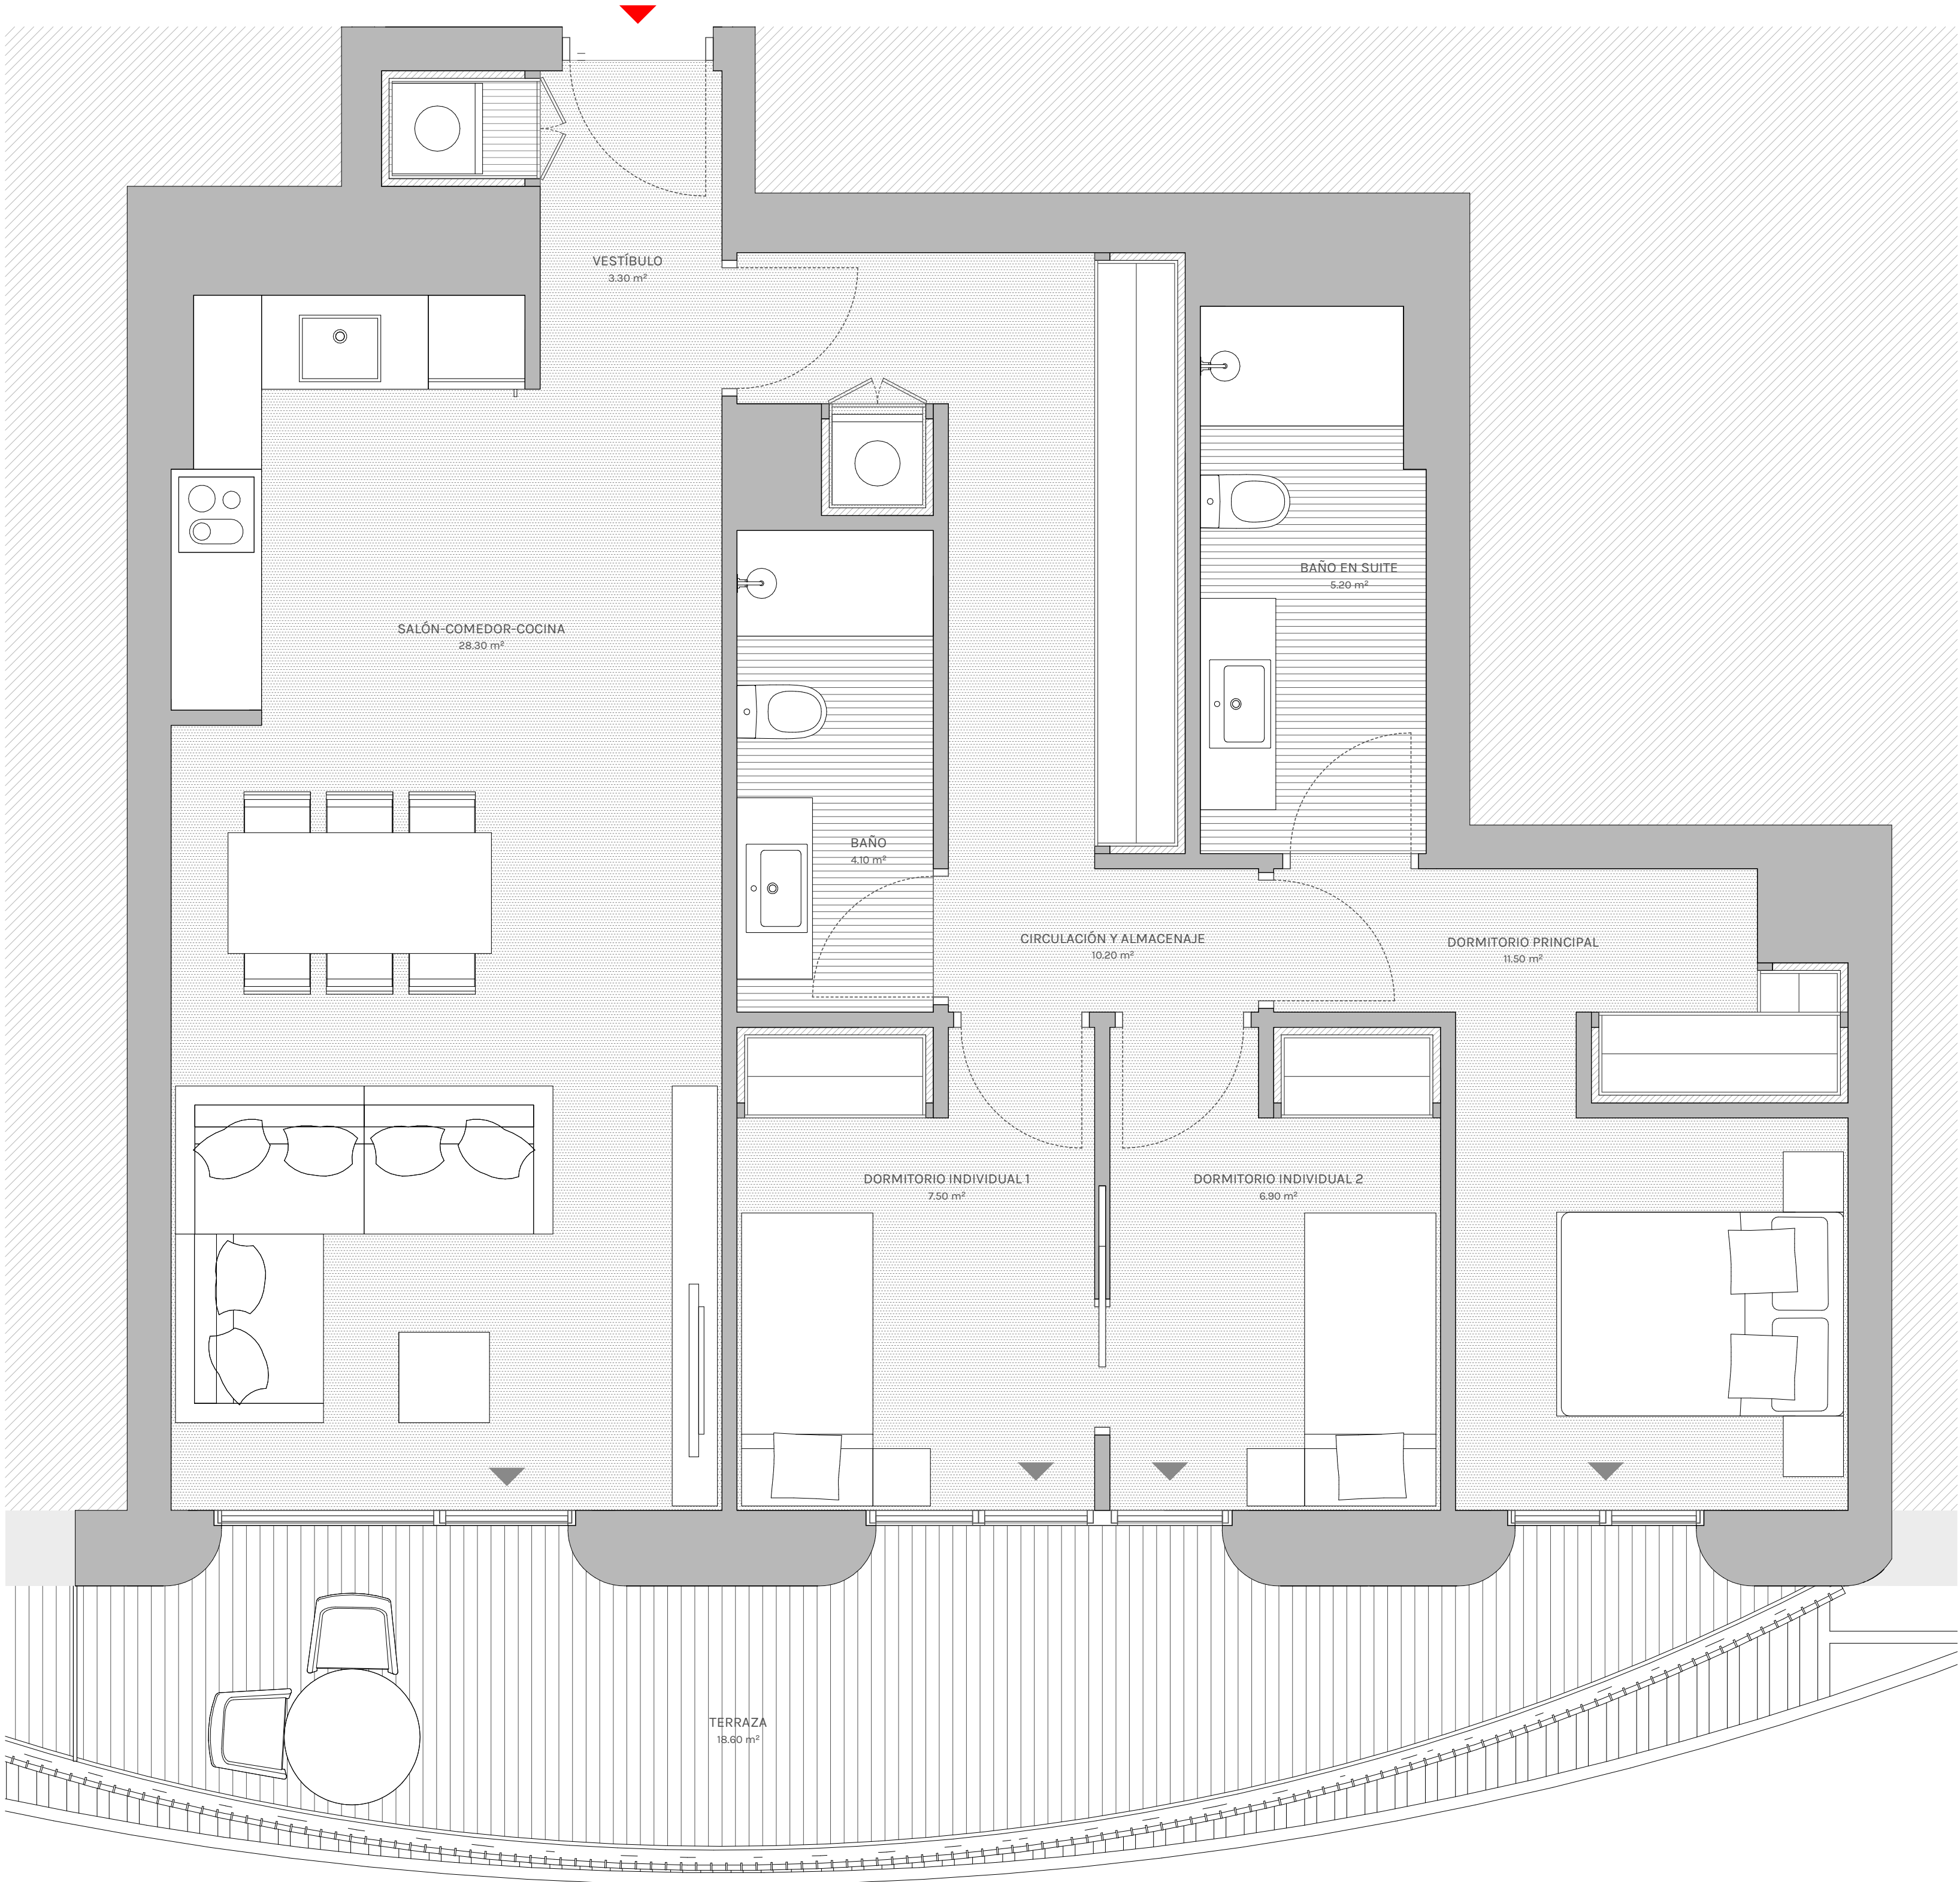 VESTÍBULO
3.30 m²
BAÑO EN SUITE
5.20 m²
SALÓN-COMEDOR-COCINA
28.30 m²
BAÑO
4.10 m²
CIRCULACIÓN Y ALMACENAJE
10.20 m²
DORMITORIO PRINCIPAL
11.50 m²
DORMITORIO INDIVIDUAL 1
7.50 m²
DORMITORIO INDIVIDUAL 2
6.90 m²
TERRAZA
18.60 m²